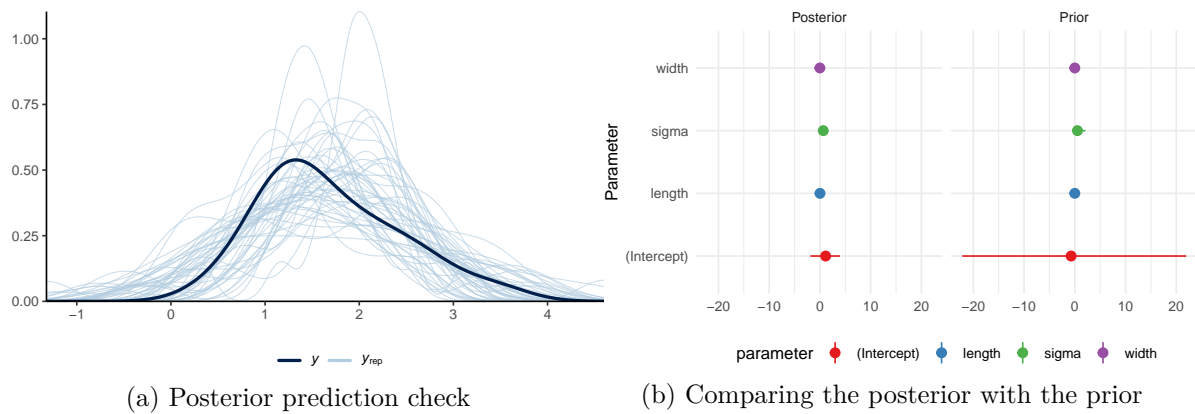 1.00
0.75
0.50
0.25
0.00
−1 0 1 2 3 4
y yrep
(a) Posterior prediction check
Posterior Prior
Parameter
width
sigma
length
(Intercept)
−20 −10 0 10 20 −20 −10 0 10 20
parameter (Intercept) length sigma width
(b) Comparing the posterior with the prior